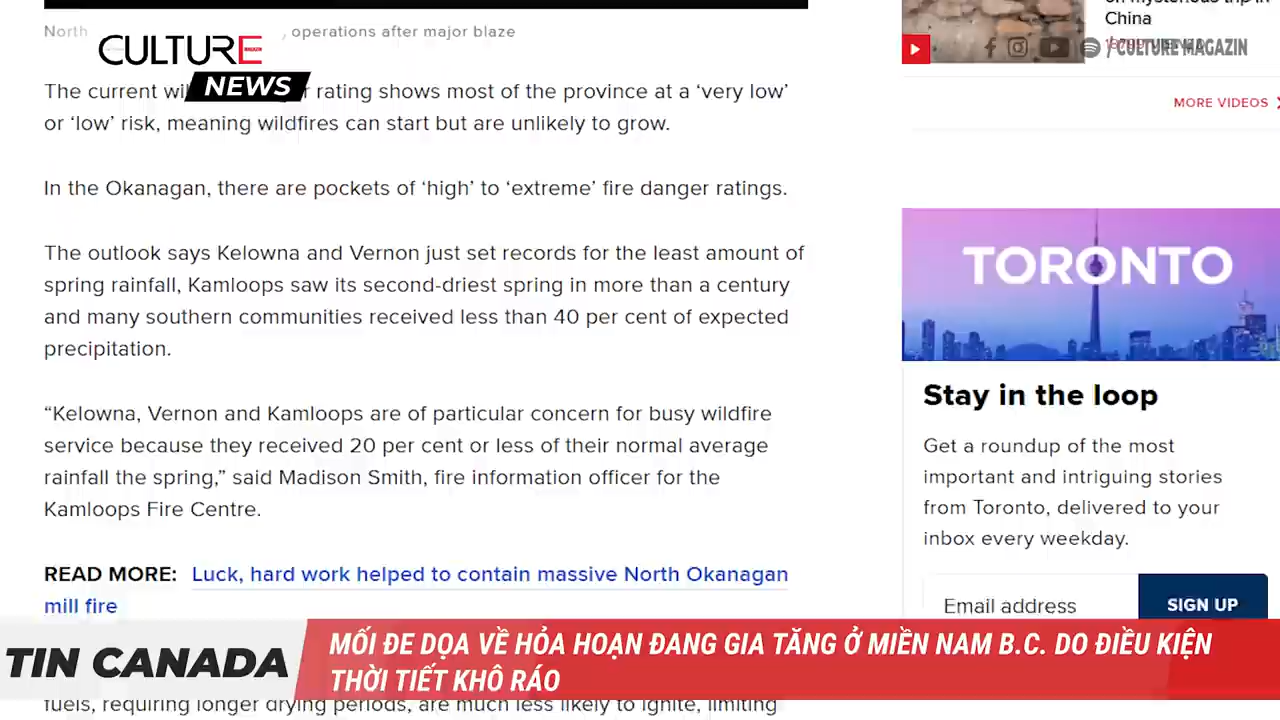 North , operations after major blaze
CULTURE
NEWS
The current wil r rating shows most of the province at a ‘very low’
or ‘low’ risk, meaning wildfires can start but are unlikely to grow.
In the Okanagan, there are pockets of ‘high’ to ‘extreme’ fire danger ratings.
The outlook says Kelowna and Vernon just set records for the least amount of
spring rainfall, Kamloops saw its second-driest spring in more than a century
and many southern communities received less than 40 per cent of expected
precipitation.
“Kelowna, Vernon and Kamloops are of particular concern for busy wildfire
service because they received 20 per cent or less of their normal average
rainfall the spring,” said Madison Smith, fire information officer for the
Kamloops Fire Centre.
READ MORE: Luck, hard work helped to contain massive North Okanagan
mill fire
fuels, requiring longer drying periods, are much less likely to ignite, limiting
on mysterious trip in
China
/ CULTURE MAGAZIN
MORE VIDEOS
TORONTO
Stay in the loop
Get a roundup of the most
important and intriguing stories
from Toronto, delivered to your
inbox every weekday.
Email address
SIGN UP
TIN CANADA
MỐI ĐE DỌA VỀ HỎA HOẠN ĐANG GIA TĂNG Ở MIỀN NAM B.C. DO ĐIỀU KIỆN
THỜI TIẾT KHÔ RÁO